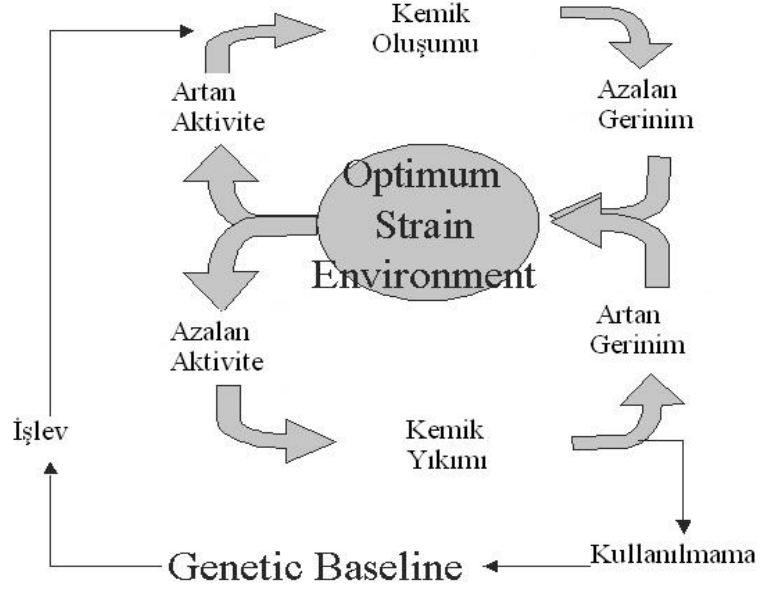 Kemik
Oluşumu
Artan
Aktivite
Azalan
Gerinim
Optimum
Strain
Environment
Azalan
Aktivite
Artan
Gerinim
İşlev
Kemik
Yıkımı
Kullanılmama
Genetic Baseline